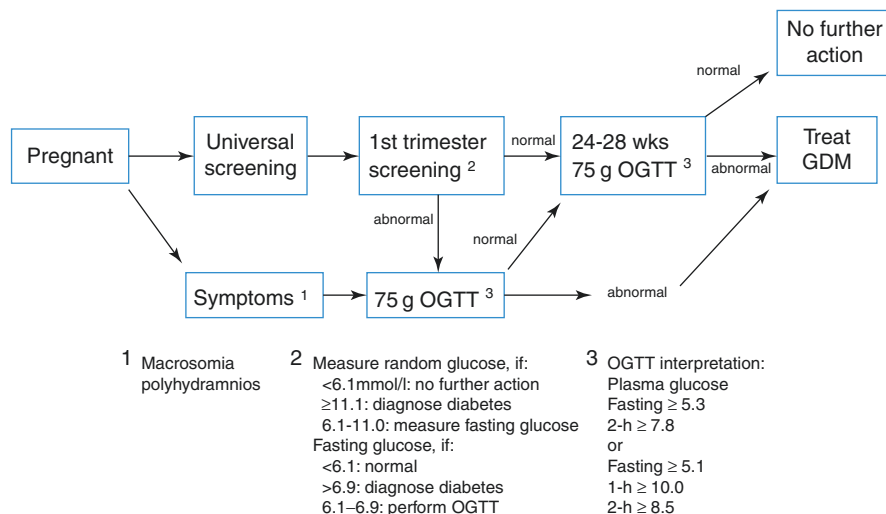 No further
action
normal
Pregnant
Universal
screening
1st trimester
screening 2
normal
24-28 wks
75 g OGTT 3
abnormal
Treat
GDM
abnormal
normal
Symptoms 1
75 g OGTT 3
abnormal
1 Macrosomia
polyhydramnios
2 Measure random glucose, if:
<6.1mmol/l: no further action
≥11.1: diagnose diabetes
6.1-11.0: measure fasting glucose
Fasting glucose, if:
<6.1: normal
>6.9: diagnose diabetes
6.1–6.9: perform OGTT
3 OGTT interpretation:
Plasma glucose
Fasting ≥ 5.3
2-h ≥ 7.8
or
Fasting ≥ 5.1
1-h ≥ 10.0
2-h ≥ 8.5